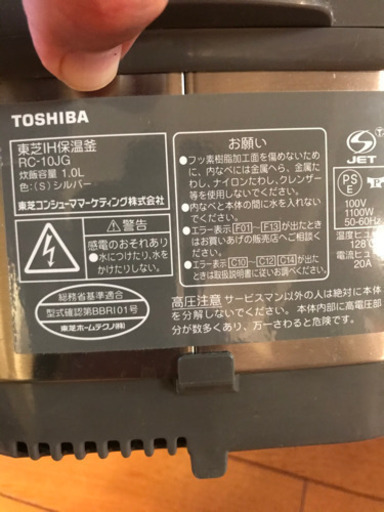 TOSHIBA
東芝IH保温釜
RC-10JG
炊飯容量 1.0L
色:(S)シルバー
東芝コンシューママーケティング株式会社
警告
感電のおそれあり
●水につけたり、水を
かけたりしない。
総務省基準適合
型式確認第BBR101号
東芝ホームテクノ(株)
お願い
●フッ素樹脂加工面を傷めないため
に、内なべには金属へら、金属た
わし、ナイロンたわし、クレンザー
等は使用しないでください。
●内なべと本体の間に水を入れない
でください。
●エラー表示[F01]～[F13]が出たとき
はお買いあげの販売店へご相談く
ださい。
●エラー表示[C10]～[C12][C14]が出たと
きは取扱説明書に従ってください。
高圧注意 サービスマン以外の人は絶対に本体
を分解しないでください。本体内部に高電圧部
分が数多くあり、万一さわると危険です。
S
JET
PS
E
100V
1100W
50-60Hz
温度ヒュ
128℃
電流ヒュ
20A